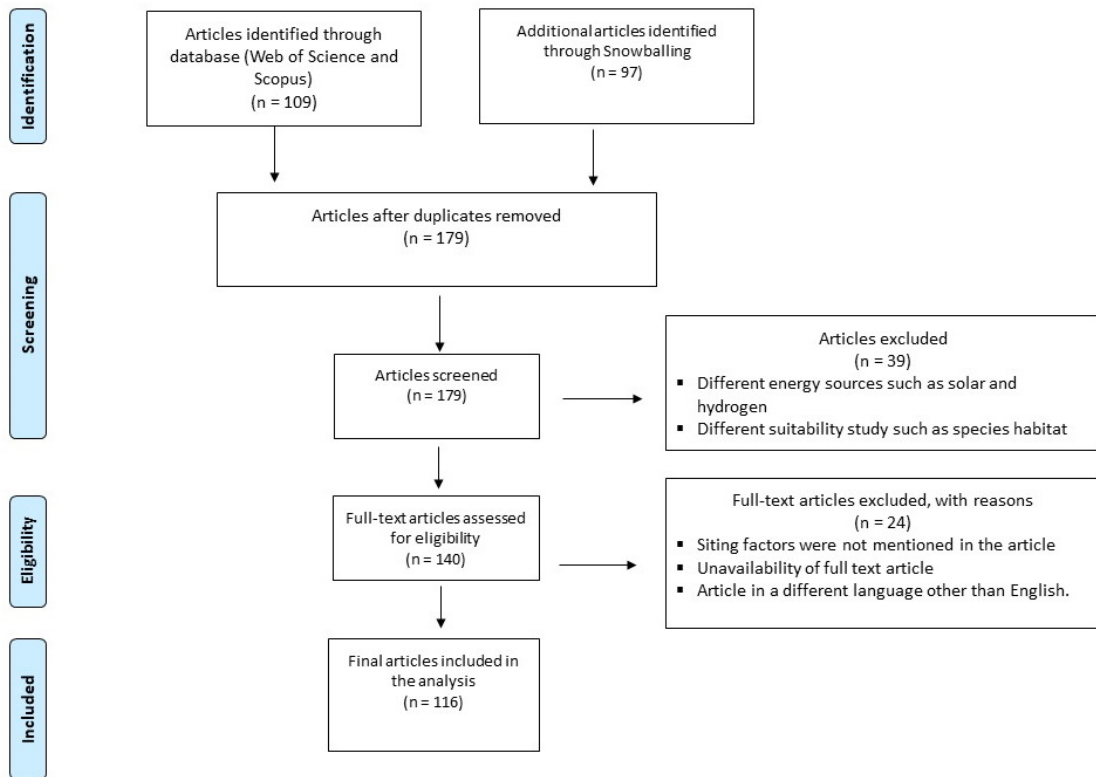 Identification
Articles identified through
database (Web of Science and
Scopus)
(n = 109)
Additional articles identified
through Snowballing
(n = 97)
Screening
Articles after duplicates removed
(n = 179)
Articles screened
(n = 179)
Articles excluded
(n = 39)
▪ Different energy sources such as solar and
hydrogen
▪ Different suitability study such as species habitat
Eligibility
Full-text articles assessed
for eligibility
(n = 140)
Full-text articles excluded, with reasons
(n = 24)
▪ Siting factors were not mentioned in the article
▪ Unavailability of full text article
▪ Article in a different language other than English.
Included
Final articles included in
the analysis
(n = 116)